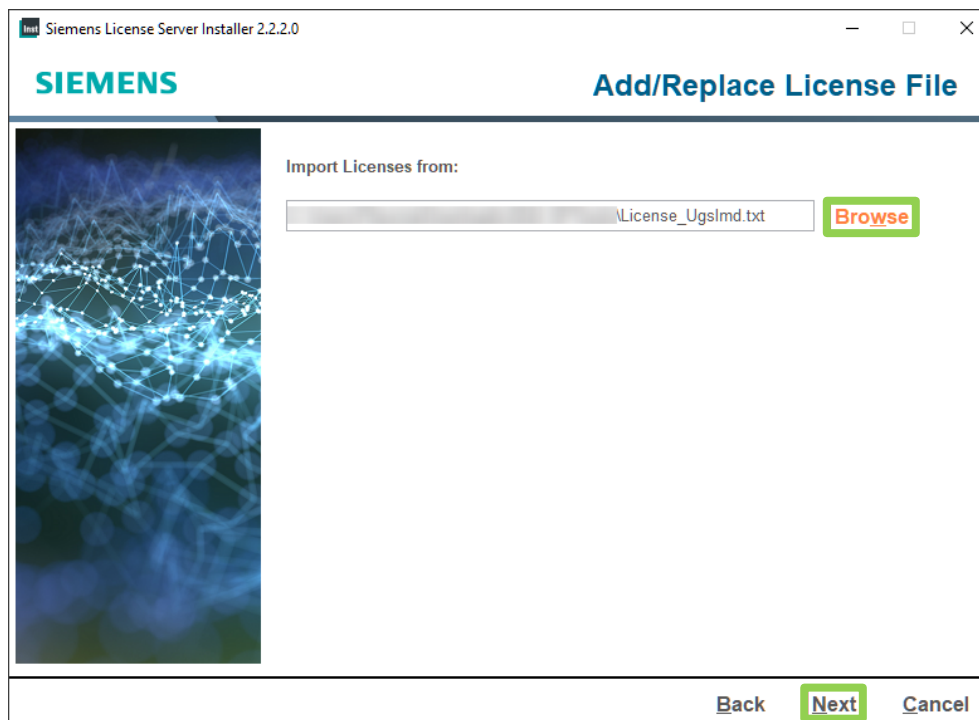 Inst Siemens License Server Installer 2.2.2.0
SIEMENS
Add/Replace License File
Import Licenses from:
\License_Ugslmd.txt Browse
Back Next Cancel